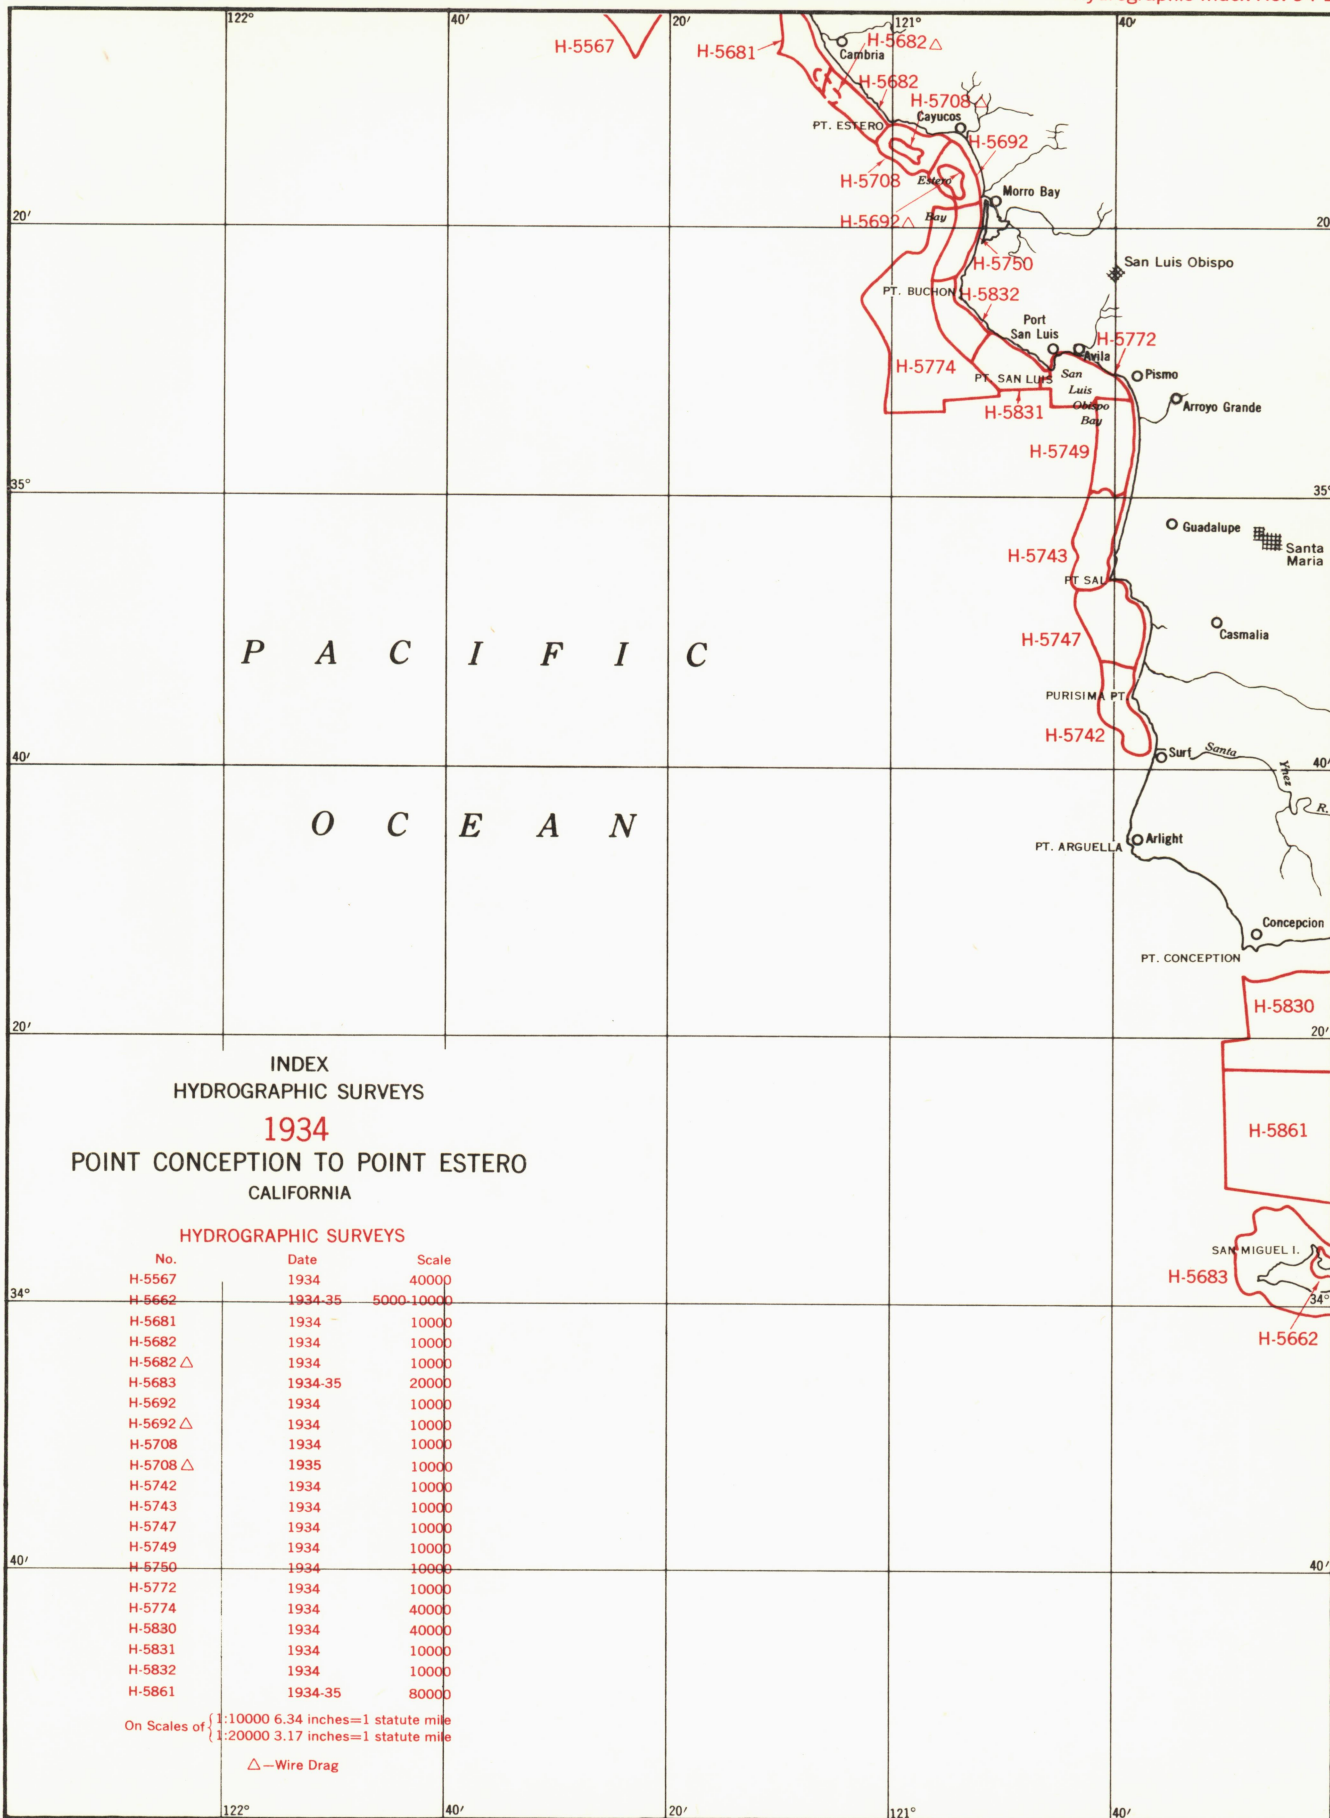 122°
40′
20′
121°
40′
H-5567
H-5681
H-5682 △
Cambria
H-5682
H-5708 △
Cayucos
PT. ESTERO
H-5692
H-5708
Estero
Bay
Morro Bay
H-5692 △
20′
20
H-5750
San Luis Obispo
PT. BUCHON
H-5832
Port
San Luis
H-5772
Avila
H-5774
PT. SAN LUIS
San
Luis
Obispo
Bay
Pismo
H-5831
Arroyo Grande
H-5749
35°
35°
Guadalupe
Santa
Maria
H-5743
PT SAL
Casmalia
H-5747
PACIFIC
PURISIMA PT.
H-5742
Surf
Santa
Ynez
R.
40′
40′
OCEAN
PT. ARGUELLA
Arlight
Concepcion
PT. CONCEPTION
H-5830
20′
20′
INDEX
HYDROGRAPHIC SURVEYS
1934
POINT CONCEPTION TO POINT ESTERO
CALIFORNIA
H-5861
SAN MIGUEL I.
H-5683
34°
34°
H-5662
HYDROGRAPHIC SURVEYS
No. Date Scale
H-5567 1934 40000
H-5662 1934-35 5000-10000
H-5681 1934 10000
H-5682 1934 10000
H-5682 △ 1934 10000
H-5683 1934-35 20000
H-5692 1934 10000
H-5692 △ 1934 10000
H-5708 1934 10000
H-5708 △ 1935 10000
H-5742 1934 10000
H-5743 1934 10000
H-5747 1934 10000
H-5749 1934 10000
H-5750 1934 10000
H-5772 1934 10000
H-5774 1934 40000
H-5830 1934 40000
H-5831 1934 10000
H-5832 1934 10000
H-5861 1934-35 80000
40′
40′
On Scales of { 1:10000 6.34 inches=1 statute mile
{ 1:20000 3.17 inches=1 statute mile
△—Wire Drag
122°
40′
20′
121°
40′